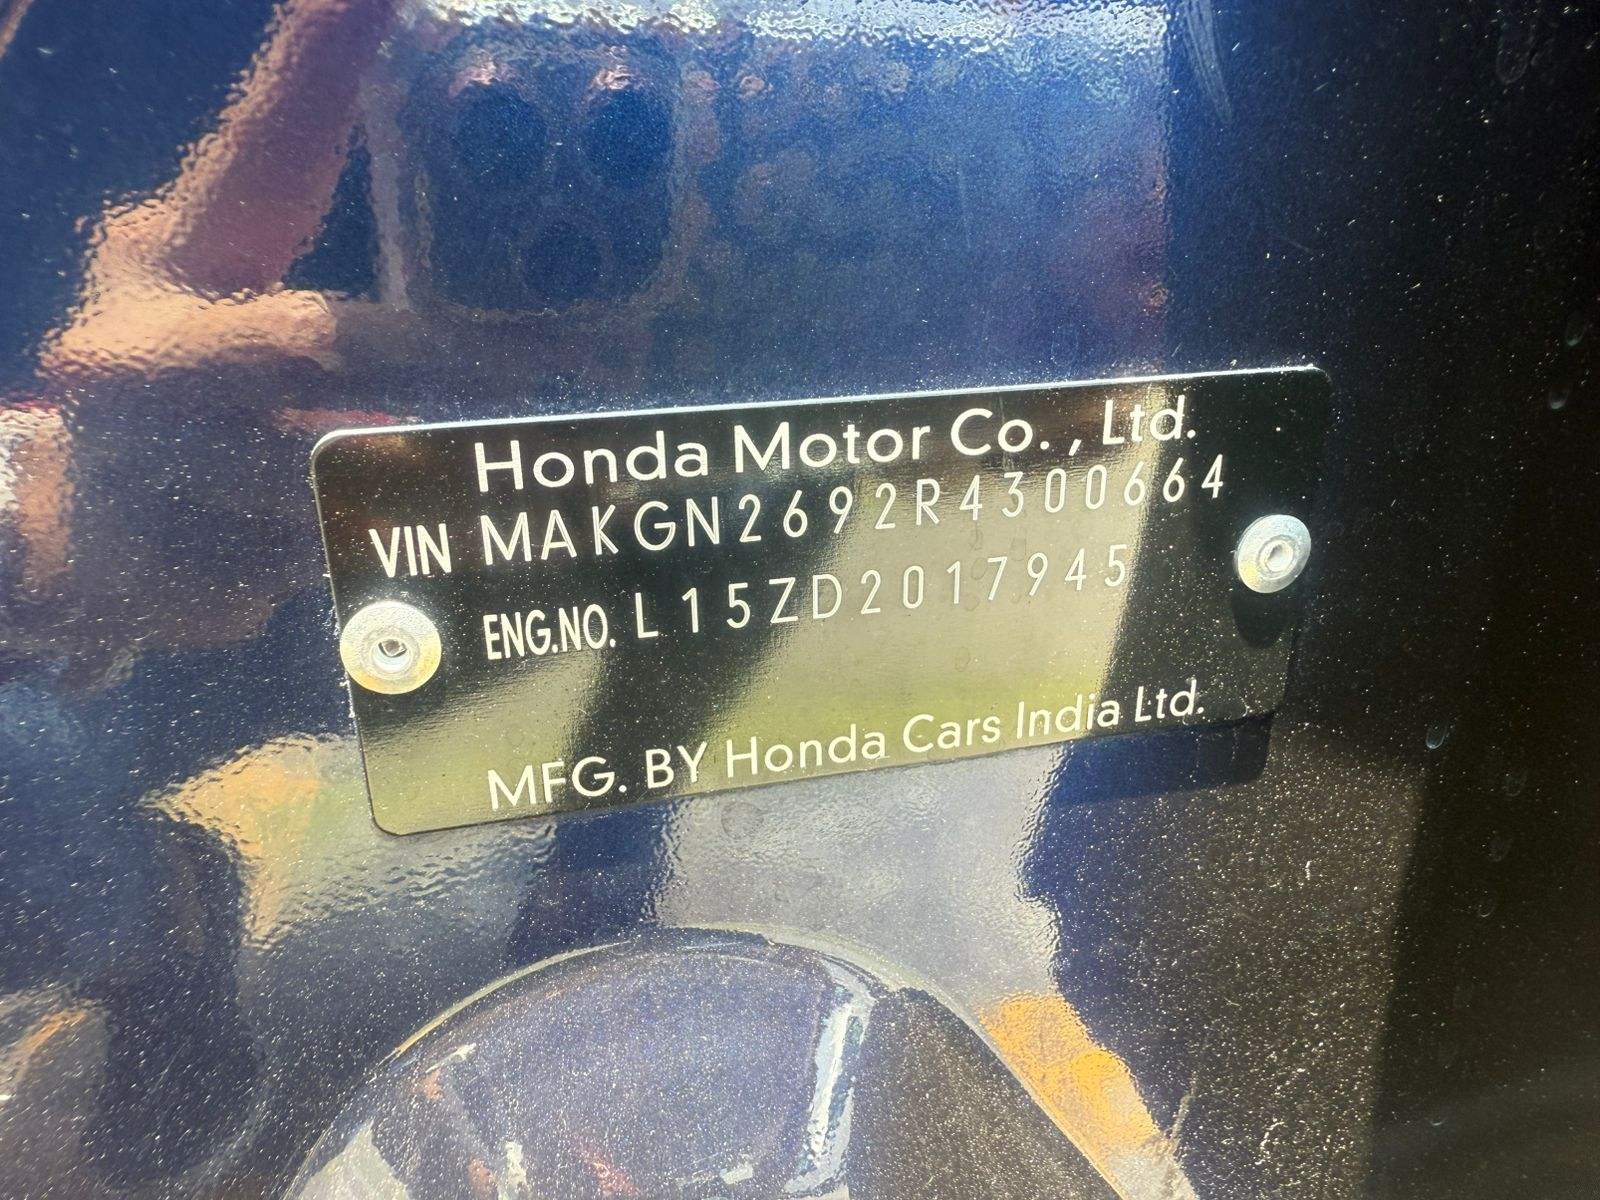 Honda Motor Co., Ltd.
VIN MAKGN2692R4300664
ENG.NO. L15ZD2017945
MFG. BY Honda Cars India Ltd.